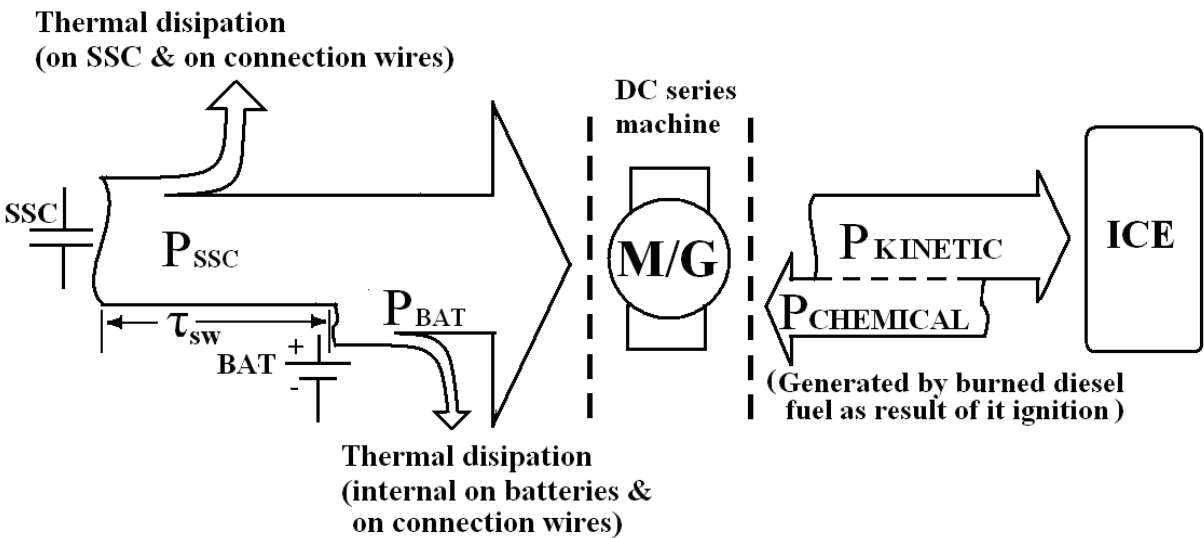 Thermal disipation
(on SSC & on connection wires)
DC series
machine
SSC
PSSC
M/G
PKINETIC
ICE
PBAT
PCHEMICAL
τsw
BAT
+
-
(Generated by burned diesel
fuel as result of it ignition)
Thermal disipation
(internal on batteries &
on connection wires)